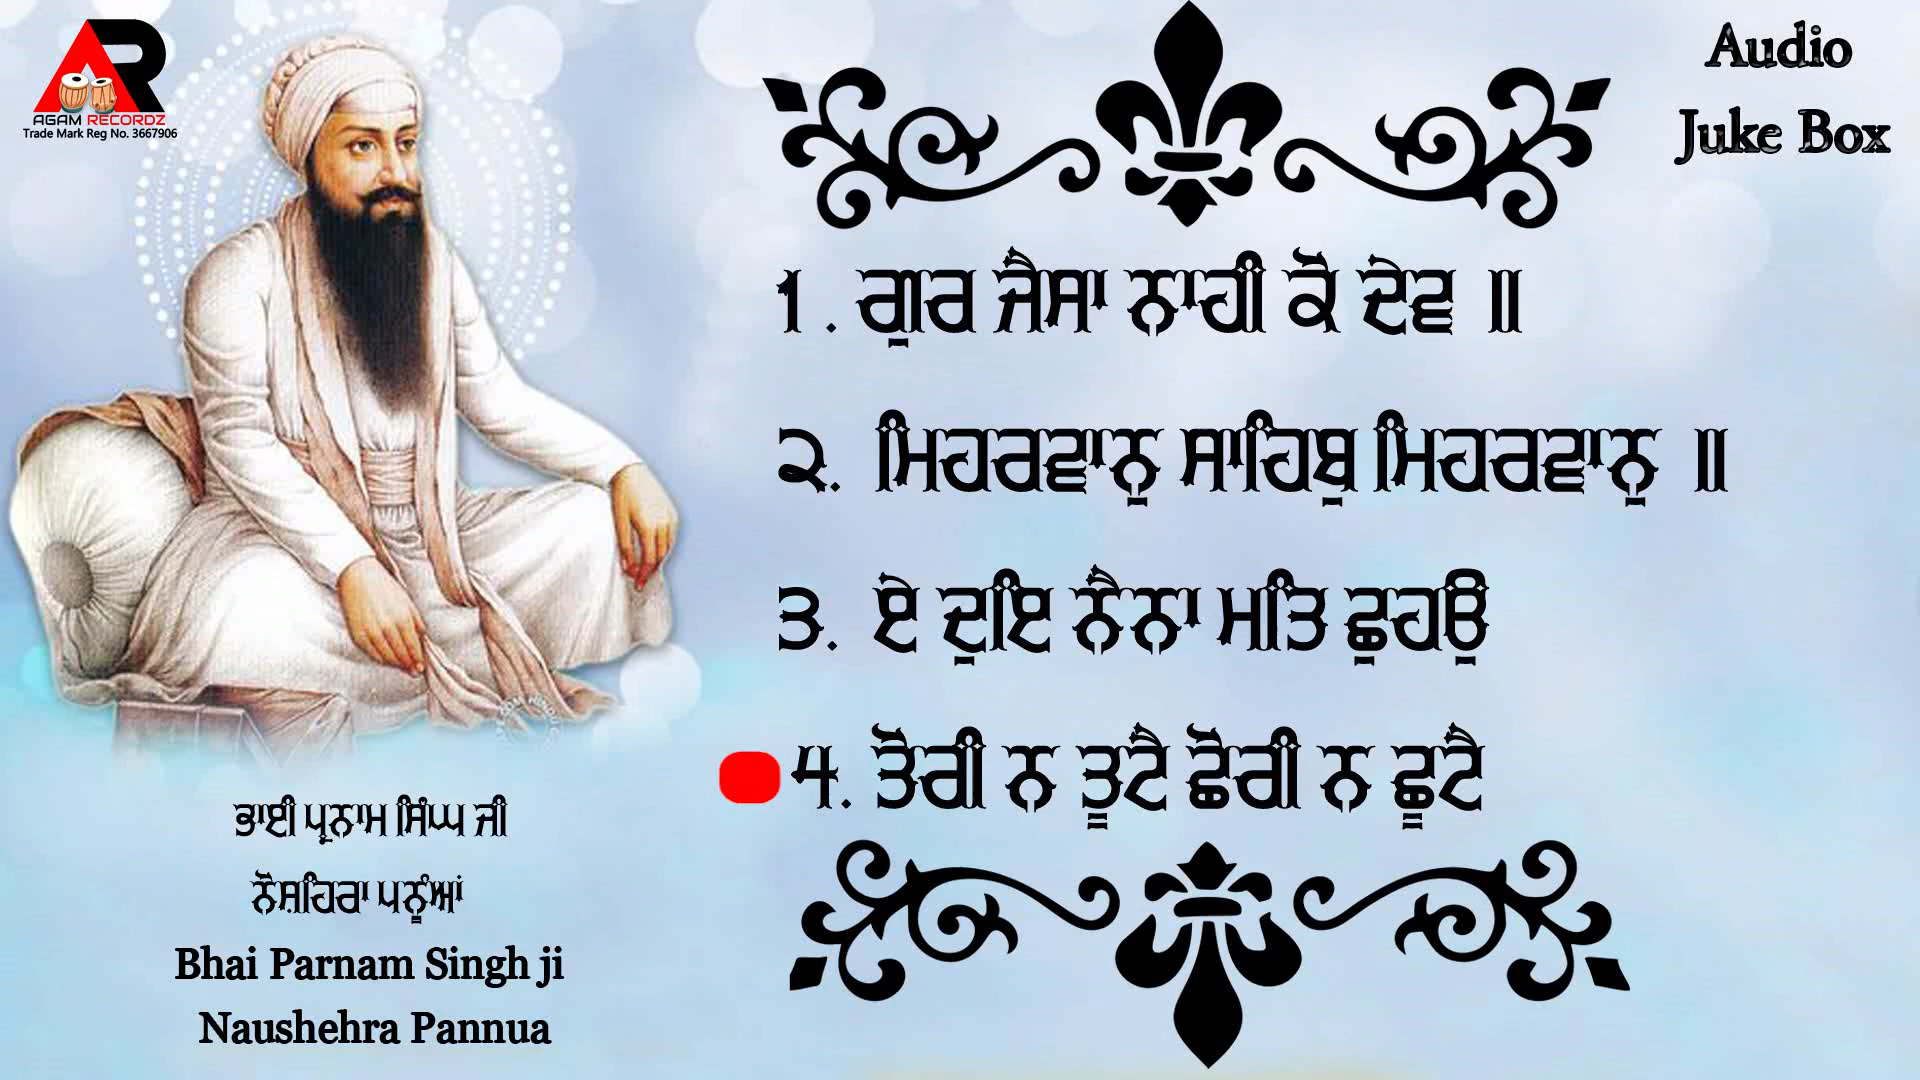 AR
AGAM RECORDZ
Trade Mark Reg No. 3667906
Audio
Juke Box
1 . ਗੁਰ ਜੈਸਾ ਨਾਹੀ ਕੋ ਦੇਵ ॥
੨. ਮਿਹਰਵਾਨੁ ਸਾਹਿਬੁ ਮਿਹਰਵਾਨੁ ॥
੩. ਏ ਦੁਇ ਨੈਨਾ ਮਤਿ ਛੁਹਉ
੪. ਤੋਰੀ ਨ ਤੂਟੈ ਛੋਰੀ ਨ ਛੂਟੈ
ਭਾਈ ਪ੍ਰਨਾਮ ਸਿੰਘ ਜੀ
ਨੌਸ਼ਹਿਰਾ ਪਨੂੰਆਂ
Bhai Parnam Singh ji
Naushehra Pannua